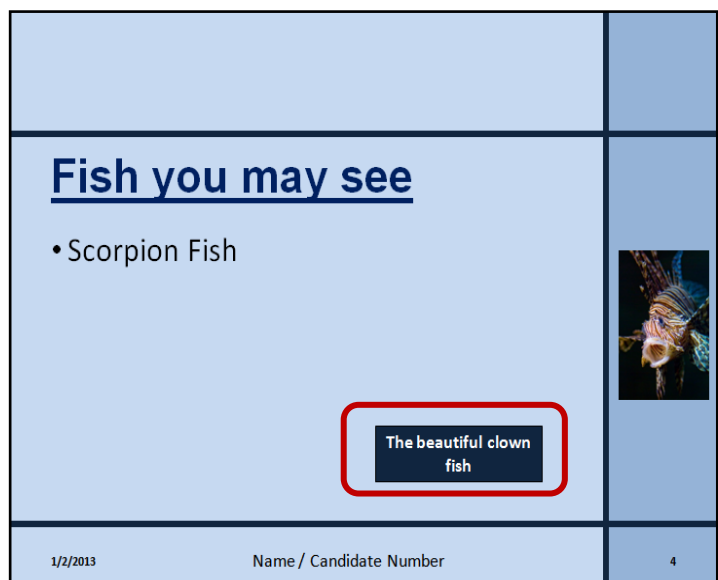 Fish you may see
• Scorpion Fish
The beautiful clown
fish
1/2/2013
Name / Candidate Number
4